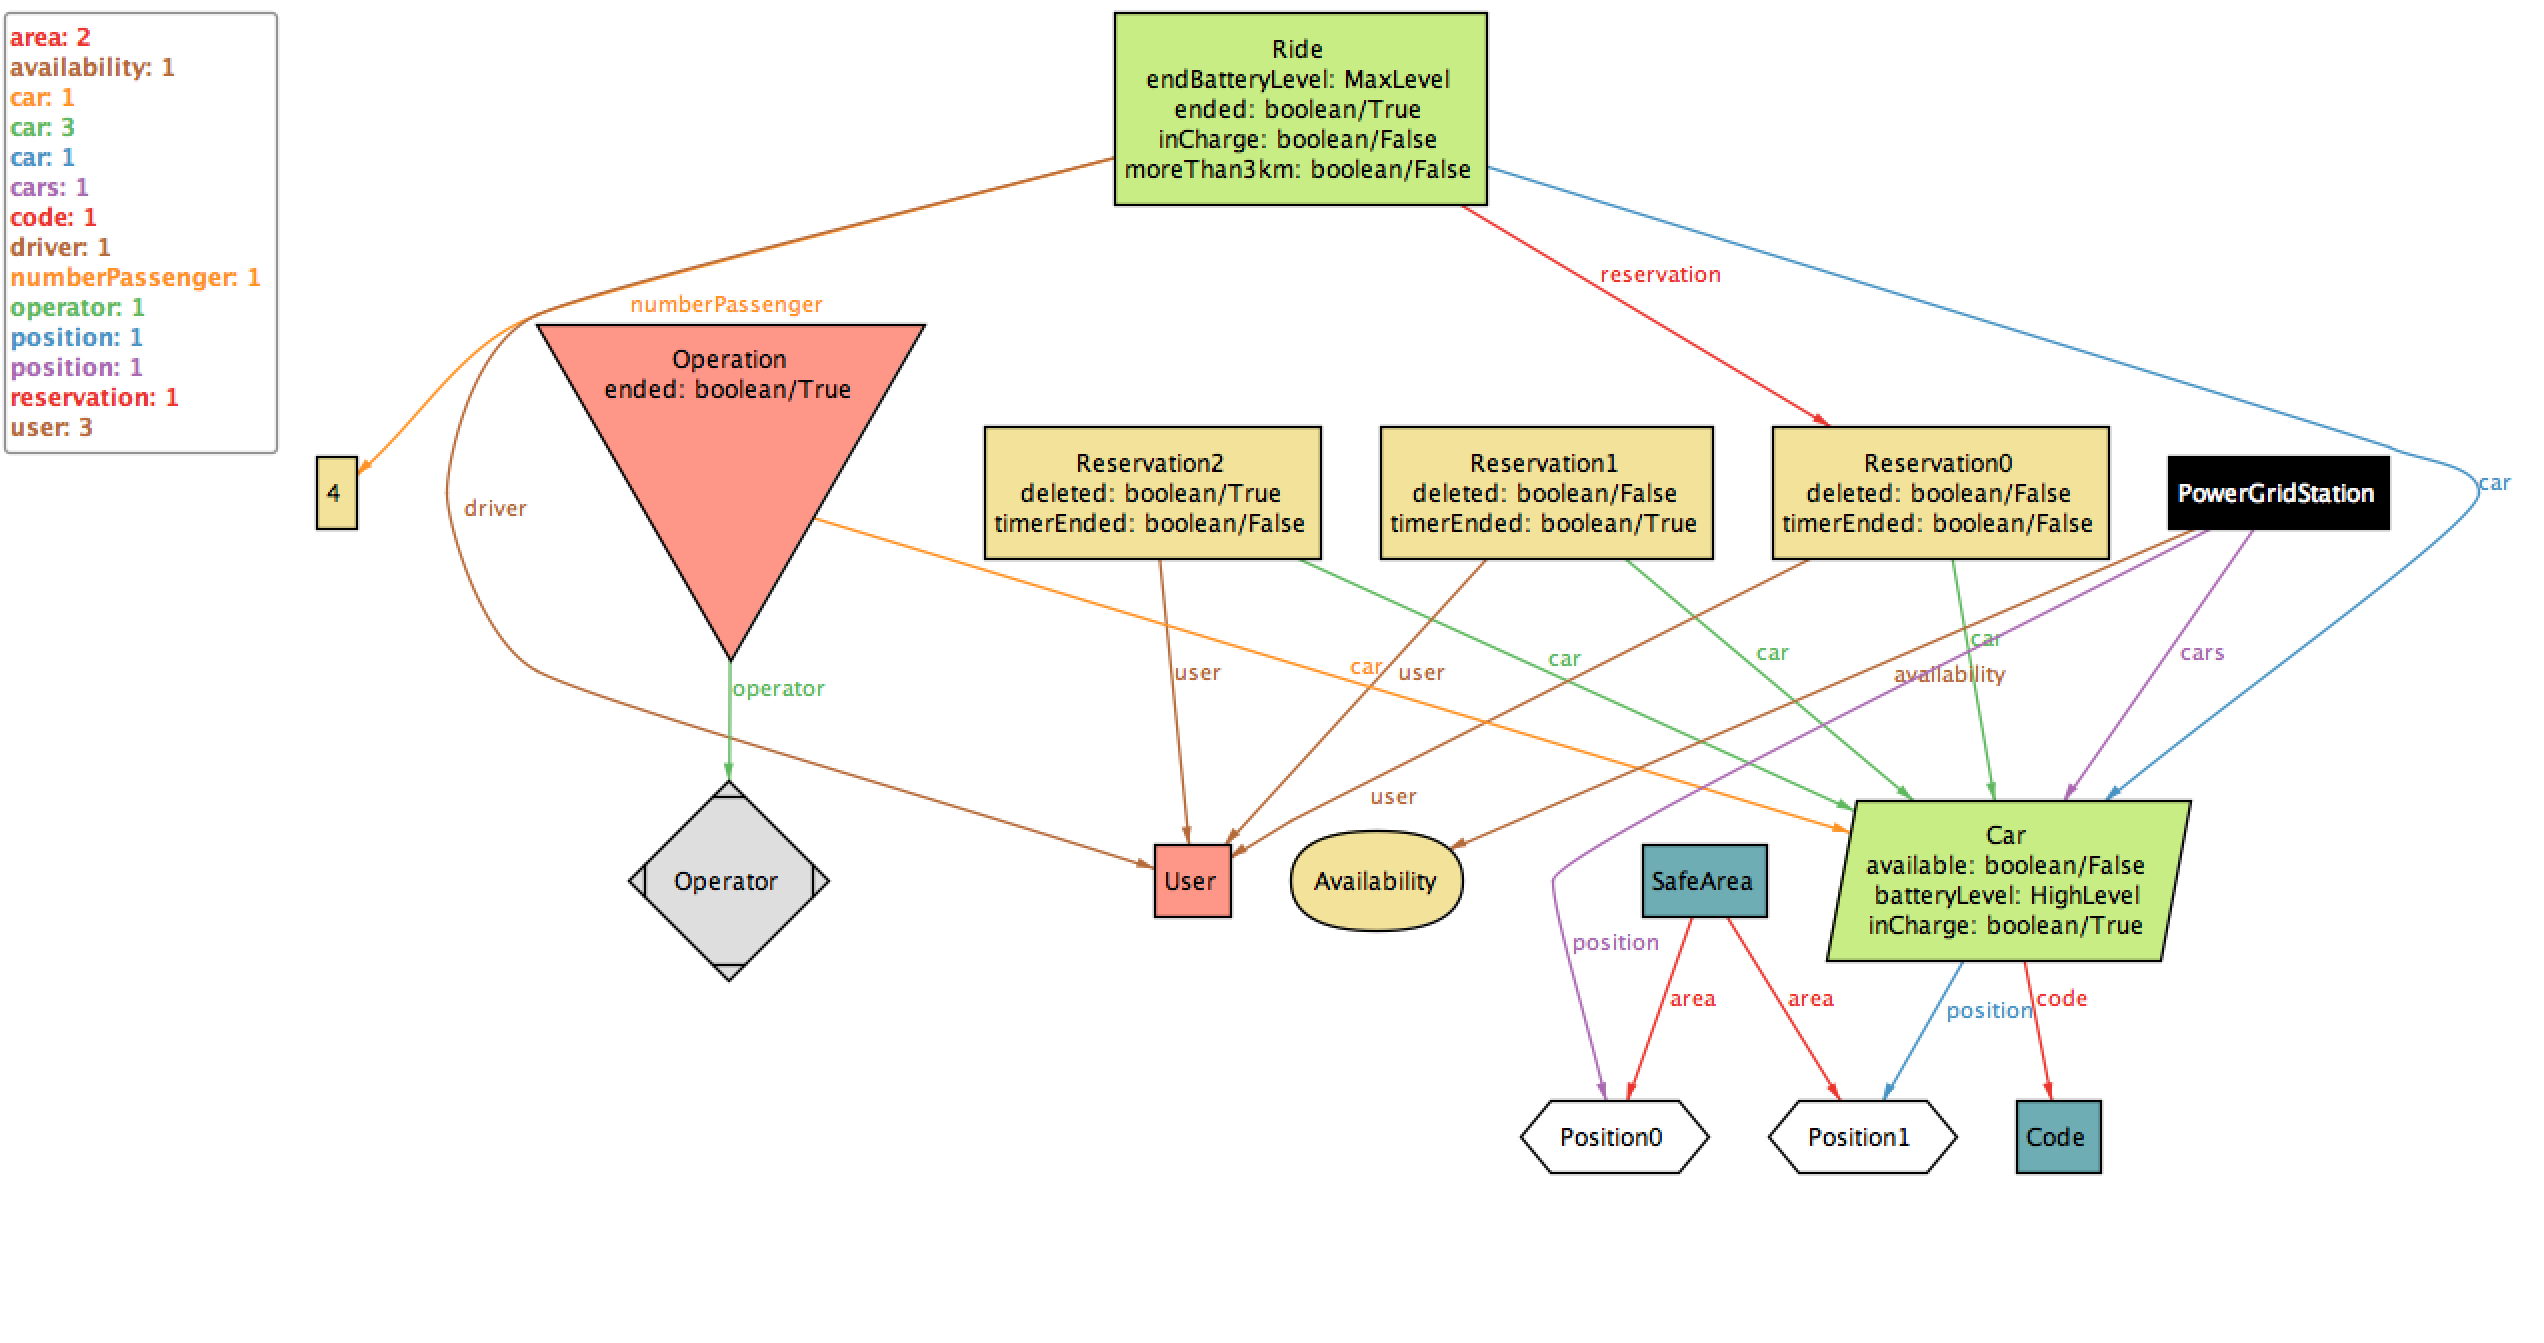 area: 2
availability: 1
car: 1
car: 3
car: 1
cars: 1
code: 1
driver: 1
numberPassenger: 1
operator: 1
position: 1
position: 1
reservation: 1
user: 3
Ride
endBatteryLevel: MaxLevel
ended: boolean/True
inCharge: boolean/False
moreThan3km: boolean/False
reservation
numberPassenger
Operation
ended: boolean/True
4
driver
Reservation2
deleted: boolean/True
timerEnded: boolean/False
Reservation1
deleted: boolean/False
timerEnded: boolean/True
Reservation0
deleted: boolean/False
timerEnded: boolean/False
PowerGridStation
car
operator
user
car
user
car
car
car
availability
cars
user
position
Operator
User
Availability
SafeArea
Car
available: boolean/False
batteryLevel: HighLevel
inCharge: boolean/True
area
area
position
code
Position0
Position1
Code